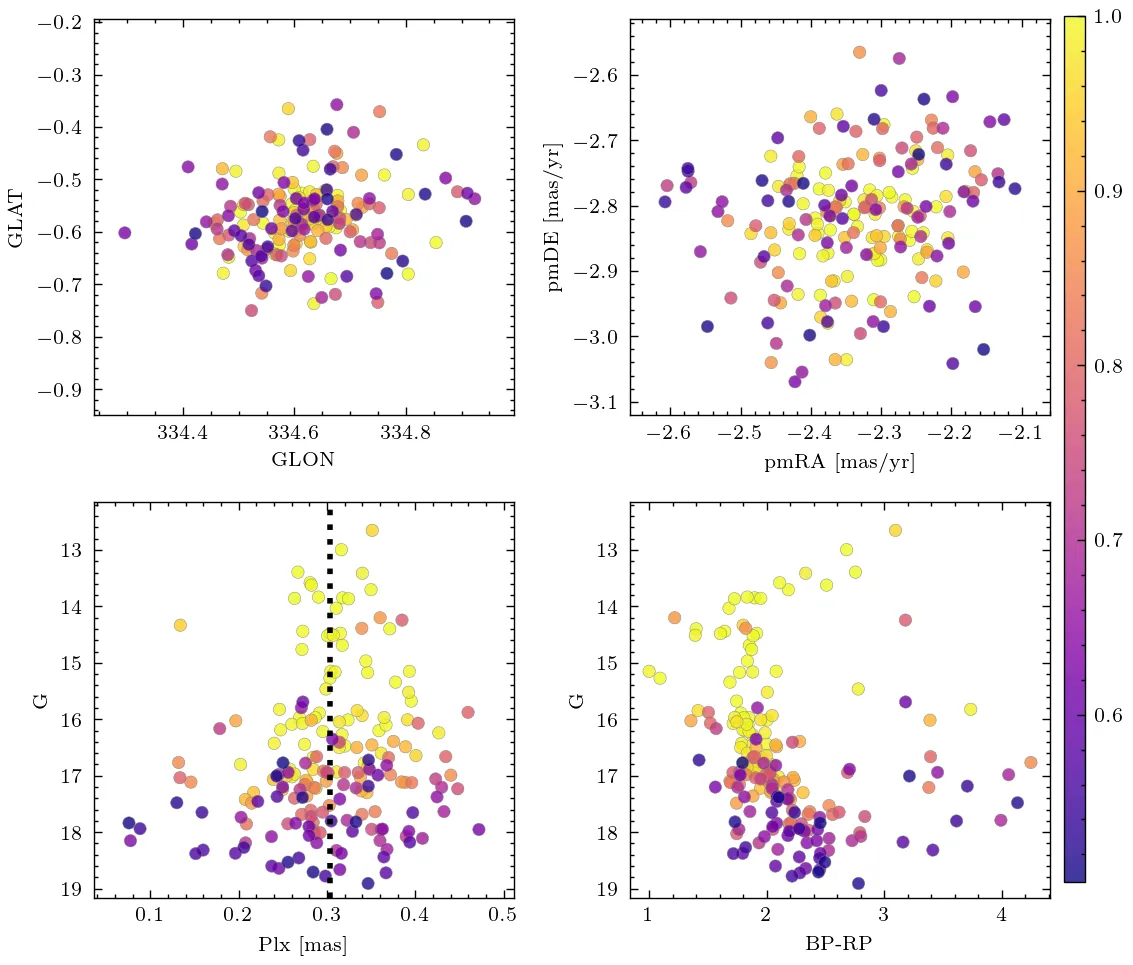 −0.2
−0.3
−0.4
−0.5
−0.6
−0.7
−0.8
−0.9
GLAT
334.4 334.6 334.8
GLON
−2.6
−2.7
−2.8
−2.9
−3.0
−3.1
pmDE [mas/yr]
−2.6 −2.5 −2.4 −2.3 −2.2 −2.1
pmRA [mas/yr]
1.0
0.9
0.8
0.7
0.6
13
14
15
16
17
18
19
G
0.1 0.2 0.3 0.4 0.5
Plx [mas]
13
14
15
16
17
18
19
G
1 2 3 4
BP-RP